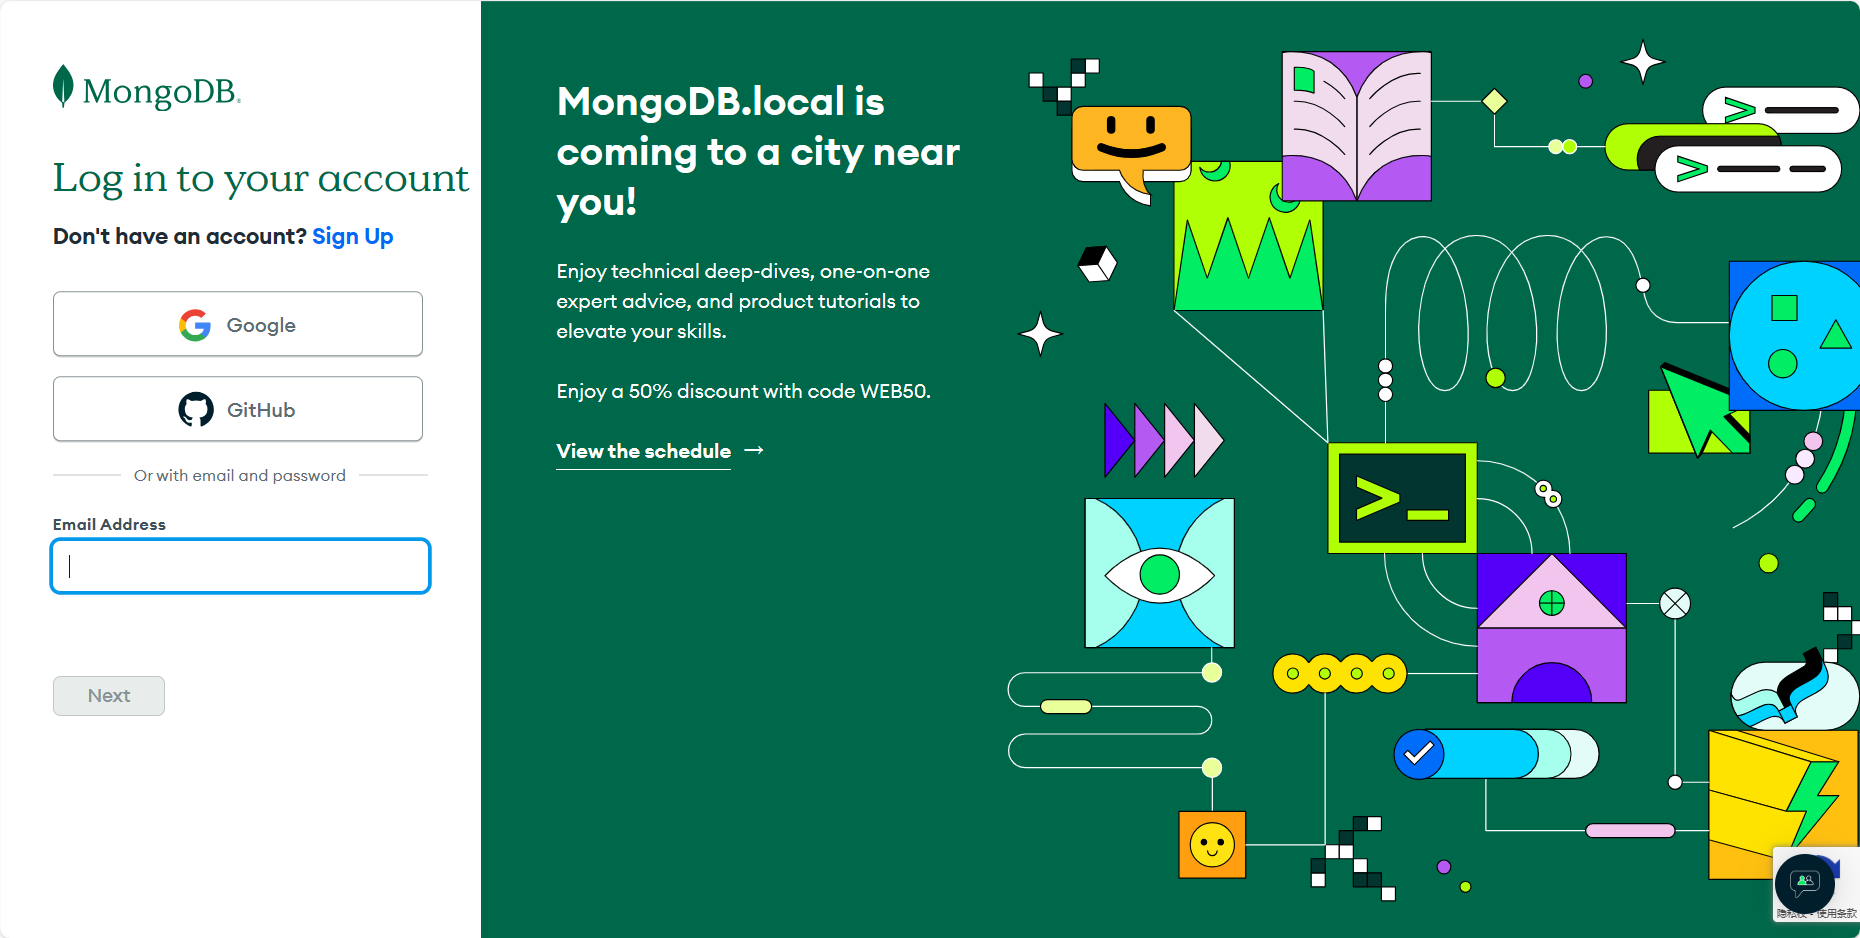 MongoDB
Log in to your account
Don't have an account? Sign Up
Google
GitHub
Or with email and password
Email Address
Next
MongoDB.local is
coming to a city near
you!
Enjoy technical deep-dives, one-on-one
expert advice, and product tutorials to
elevate your skills.
Enjoy a 50% discount with code WEB50.
View the schedule →
使用条款